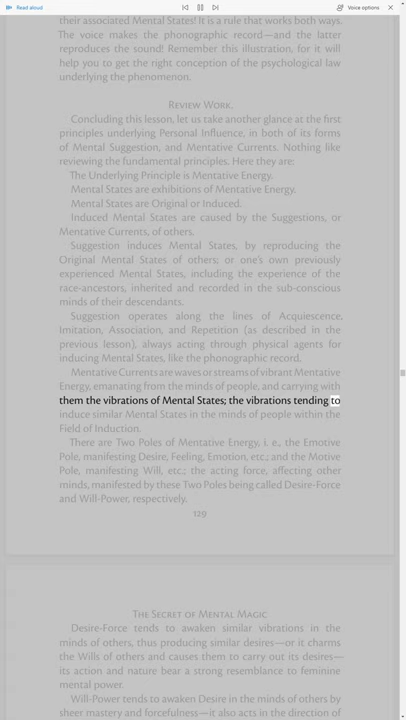 Read aloud
Voice options
their associated Mental States! It is a rule that works both ways.
The voice makes the phonographic record—and the latter
reproduces the sound! Remember this illustration, for it will
help you to get the right conception of the psychological law
underlying the phenomenon.
Review Work.
Concluding this lesson, let us take another glance at the first
principles underlying Personal Influence, in both of its forms
of Mental Suggestion, and Mentative Currents. Nothing like
reviewing the fundamental principles. Here they are:
The Underlying Principle is Mentative Energy.
Mental States are exhibitions of Mentative Energy.
Mental States are Original or Induced.
Induced Mental States are caused by the Suggestions, or
Mentative Currents, of others.
Suggestion induces Mental States, by reproducing the
Original Mental States of others; or one's own previously
experienced Mental States, including the experience of the
race-ancestors, inherited and recorded in the sub-conscious
minds of their descendants.
Suggestion operates along the lines of Acquiescence,
Imitation, Association, and Repetition (as described in the
previous lesson), always acting through physical agents for
inducing Mental States, like the phonographic record.
Mentative Currents are waves or streams of vibrant Mentative
Energy, emanating from the minds of people, and carrying with
them the vibrations of Mental States; the vibrations tending to
induce similar Mental States in the minds of people within the
Field of Induction.
There are Two Poles of Mentative Energy, i. e., the Emotive
Pole, manifesting Desire, Feeling, Emotion, etc.; and the Motive
Pole, manifesting Will, etc.; the acting force, affecting other
minds, manifested by these Two Poles being called Desire-Force
and Will-Power, respectively.
129
The Secret of Mental Magic
Desire-Force tends to awaken similar vibrations in the
minds of others, thus producing similar desires—or it charms
the Wills of others and causes them to carry out its desires—
its action and nature bear a strong resemblance to feminine
mental power.
Will-Power tends to awaken Desire in the minds of others by
sheer mastery and forcefulness—it also acts in the direction of